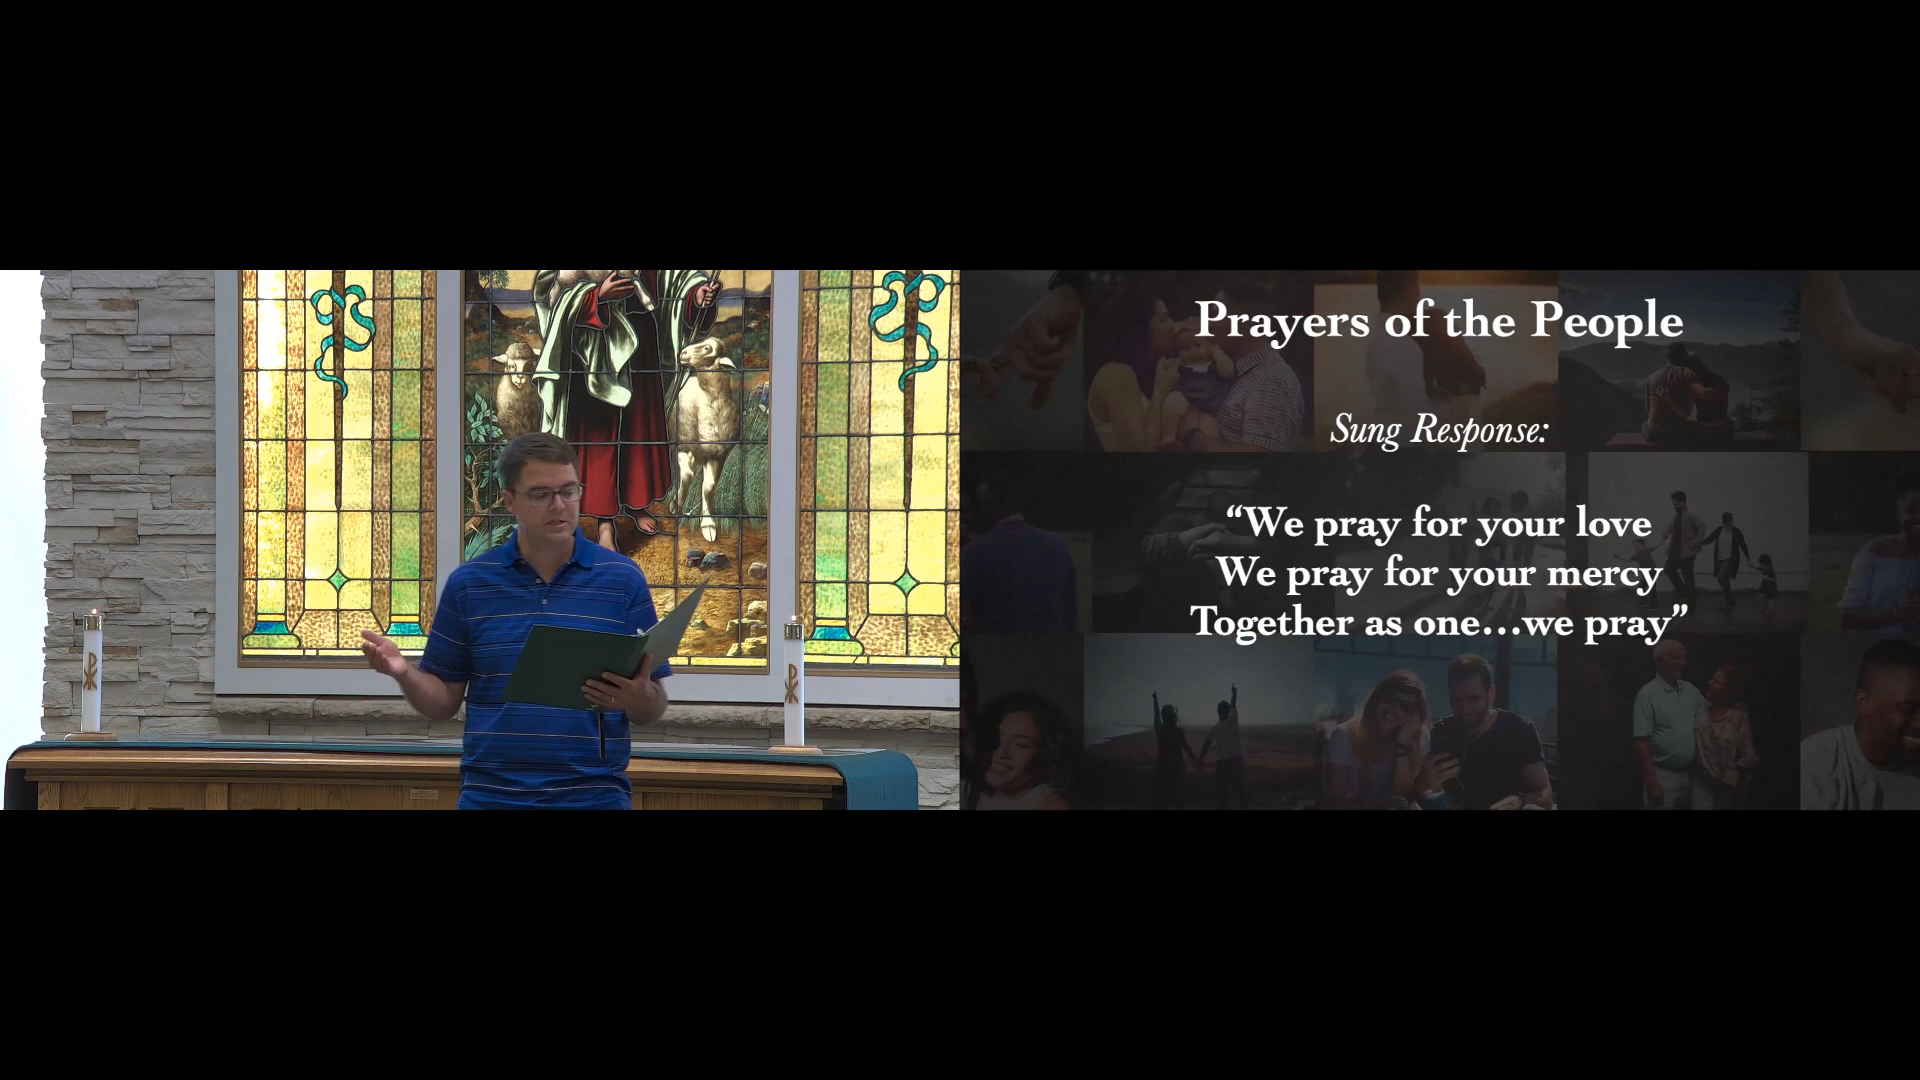 Prayers of the People
Sung Response:
“We pray for your love
We pray for your mercy
Together as one...we pray”